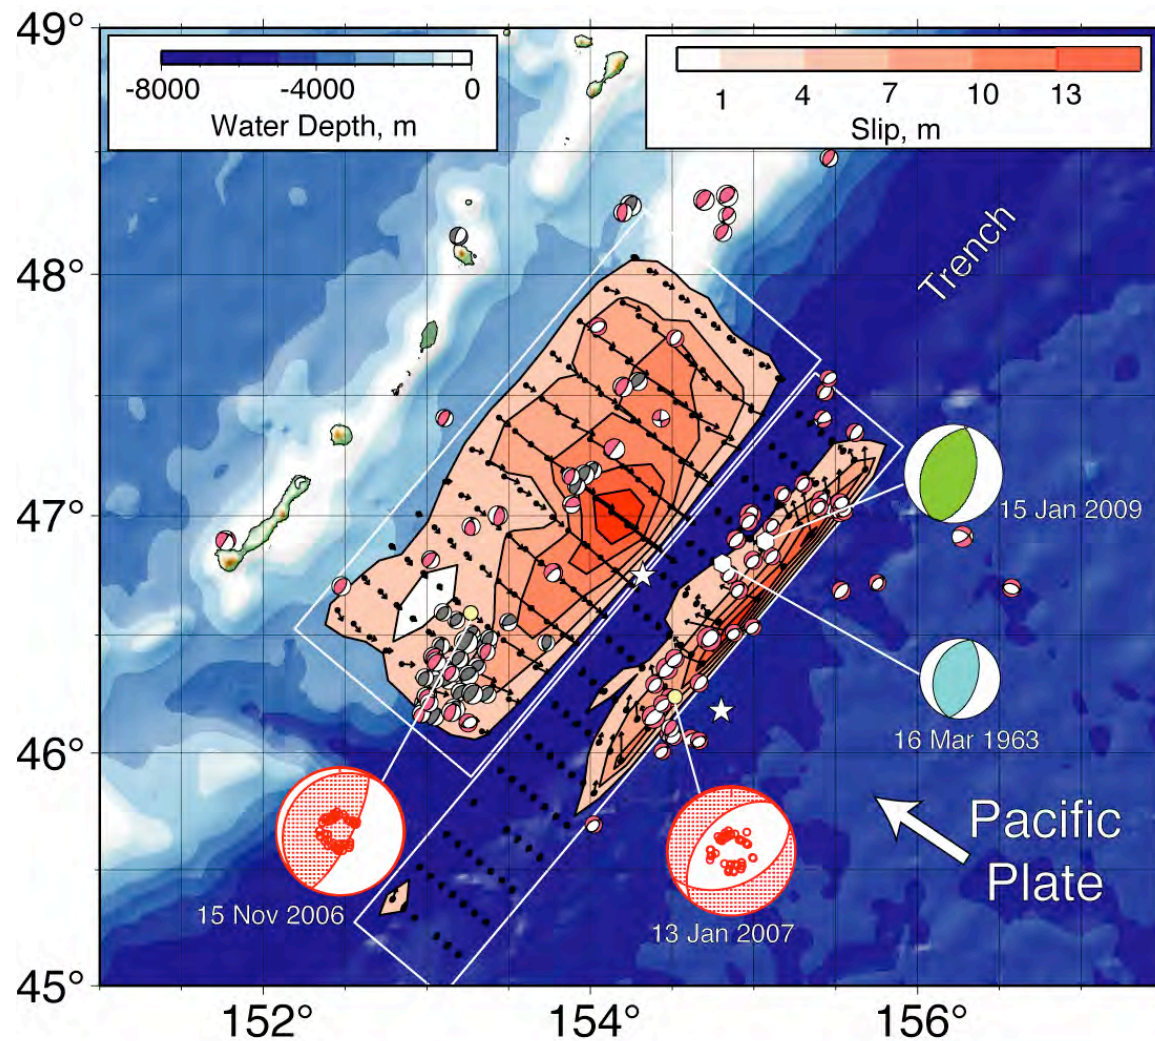 49°
48°
47°
46°
45°
-8000 -4000 0
Water Depth, m
1 4 7 10 13
Slip, m
Trench
15 Jan 2009
16 Mar 1963
Pacific
Plate
15 Nov 2006
13 Jan 2007
152° 154° 156°